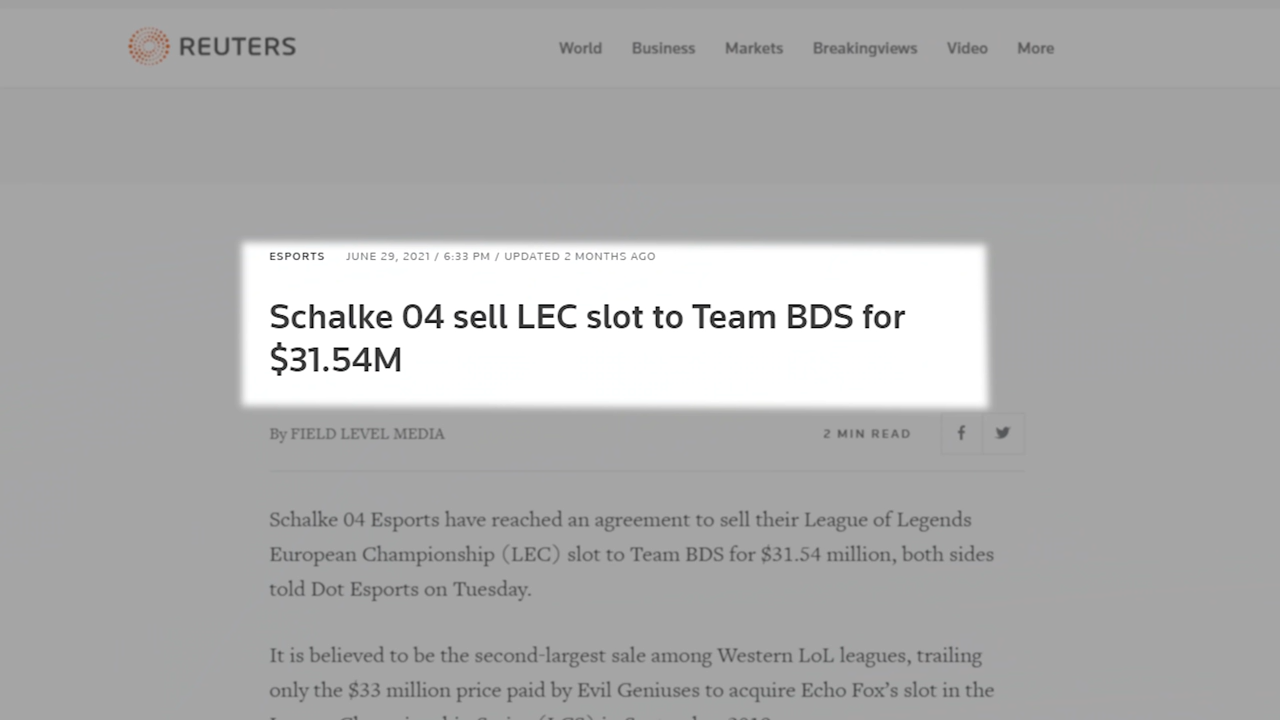 REUTERS World Business Markets Breakingviews Video More
ESPORTS JUNE 29, 2021 / 6:33 PM / UPDATED 2 MONTHS AGO
Schalke 04 sell LEC slot to Team BDS for
$31.54M
By FIELD LEVEL MEDIA 2 MIN READ
Schalke 04 Esports have reached an agreement to sell their League of Legends
European Championship (LEC) slot to Team BDS for $31.54 million, both sides
told Dot Esports on Tuesday.
It is believed to be the second-largest sale among Western LoL leagues, trailing
only the $33 million price paid by Evil Geniuses to acquire Echo Fox's slot in the